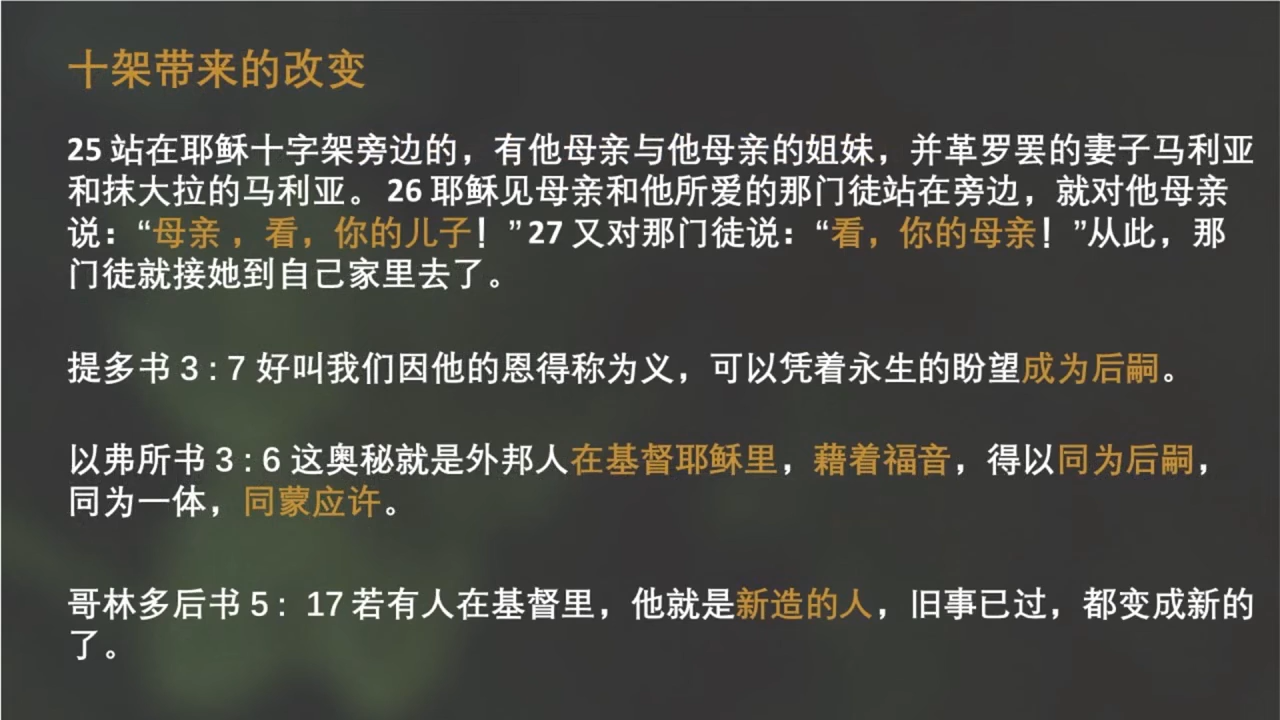 十架带来的改变
25 站在耶稣十字架旁边的，有他母亲与他母亲的姐妹，并革罗罢的妻子马利亚
和抹大拉的马利亚。26 耶稣见母亲和他所爱的那门徒站在旁边，就对他母亲
说：“母亲 ，看，你的儿子！”27 又对那门徒说：“看，你的母亲！”从此，那
门徒就接她到自己家里去了。
提多书 3 : 7 好叫我们因他的恩得称为义，可以凭着永生的盼望成为后嗣。
以弗所书 3 : 6 这奥秘就是外邦人在基督耶稣里，藉着福音，得以同为后嗣，
同为一体，同蒙应许。
哥林多后书 5 : 17 若有人在基督里，他就是新造的人，旧事已过，都变成新的
了。